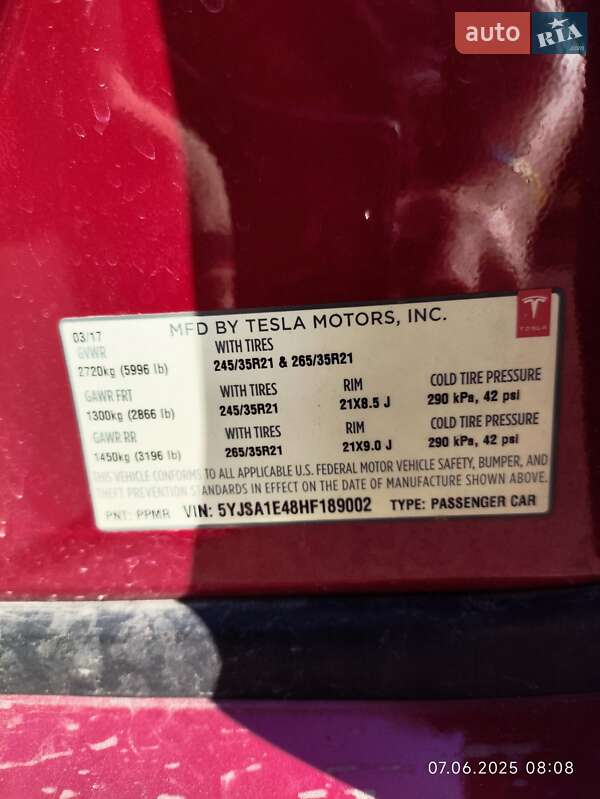 auto RIA.com
03/17 MFD BY TESLA MOTORS, INC.
TESLA
GVWR WITH TIRES
2720kg (5996 lb) 245/35R21 & 265/35R21
GAWR FRT WITH TIRES RIM COLD TIRE PRESSURE
1300kg (2866 lb) 245/35R21 21X8.5 J 290 kPa, 42 psi
GAWR RR WITH TIRES RIM COLD TIRE PRESSURE
1450kg (3196 lb) 265/35R21 21X9.0 J 290 kPa, 42 psi
THIS VEHICLE CONFORMS TO ALL APPLICABLE U.S. FEDERAL MOTOR VEHICLE SAFETY, BUMPER, AND
THEFT PREVENTION STANDARDS IN EFFECT ON THE DATE OF MANUFACTURE SHOWN ABOVE.
PNT: PPMR VIN: 5YJSA1E48HF189002 TYPE: PASSENGER CAR
07.06.2025 08:08